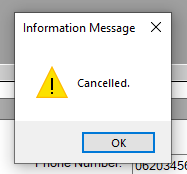 Information Message
Cancelled.
OK
Phone Number: